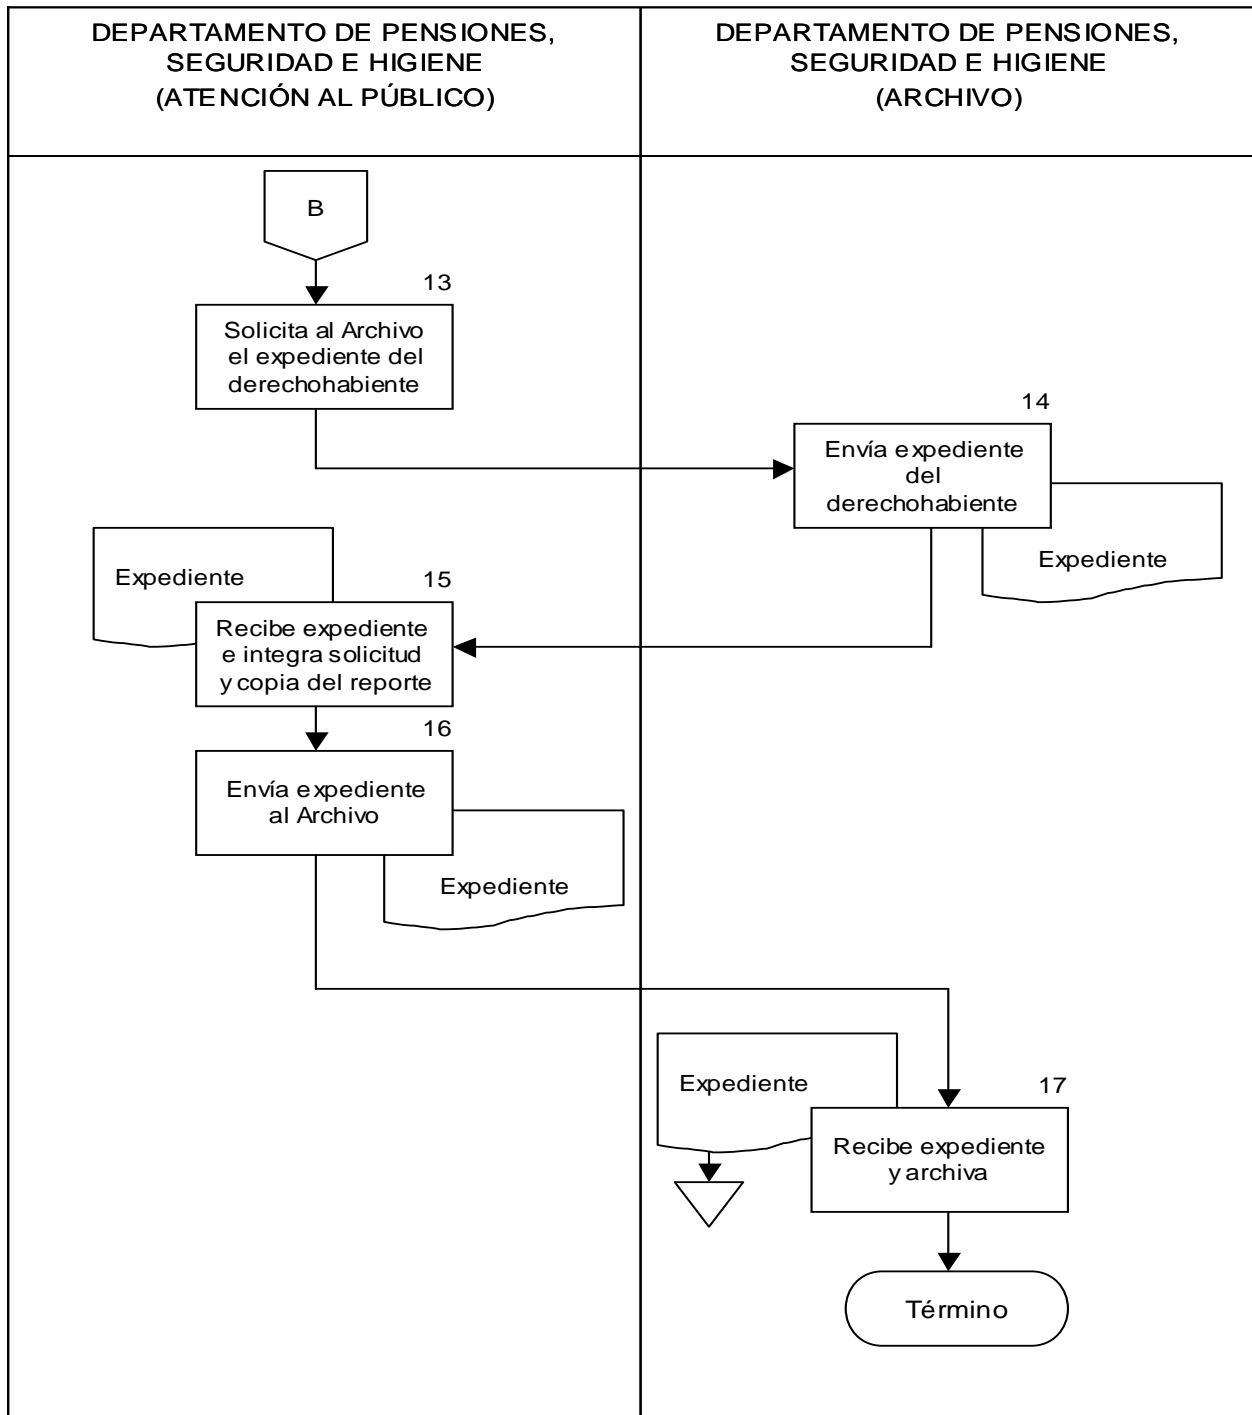 DEPARTAMENTO DE PENSIONES,
SEGURIDAD E HIGIENE
(ATENCIÓN AL PÚBLICO)
DEPARTAMENTO DE PENSIONES,
SEGURIDAD E HIGIENE
(ARCHIVO)
B
13
Solicita al Archivo
el expediente del
derechohabiente
14
Envía expediente
del
derechohabiente
Expediente
Expediente
15
Recibe expediente
e integra solicitud
y copia del reporte
16
Envía expediente
al Archivo
Expediente
Expediente
17
Recibe expediente
y archiva
Término